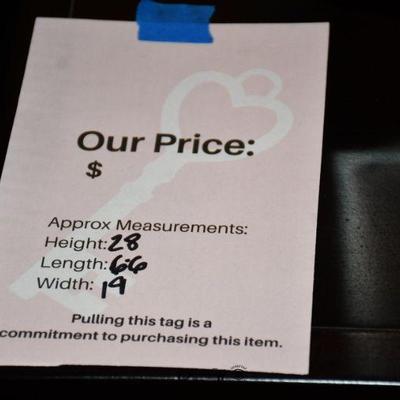 Our Price:
$
Approx Measurements:
Height: 28
Length: 66
Width: 19
Pulling this tag is a
commitment to purchasing this item.